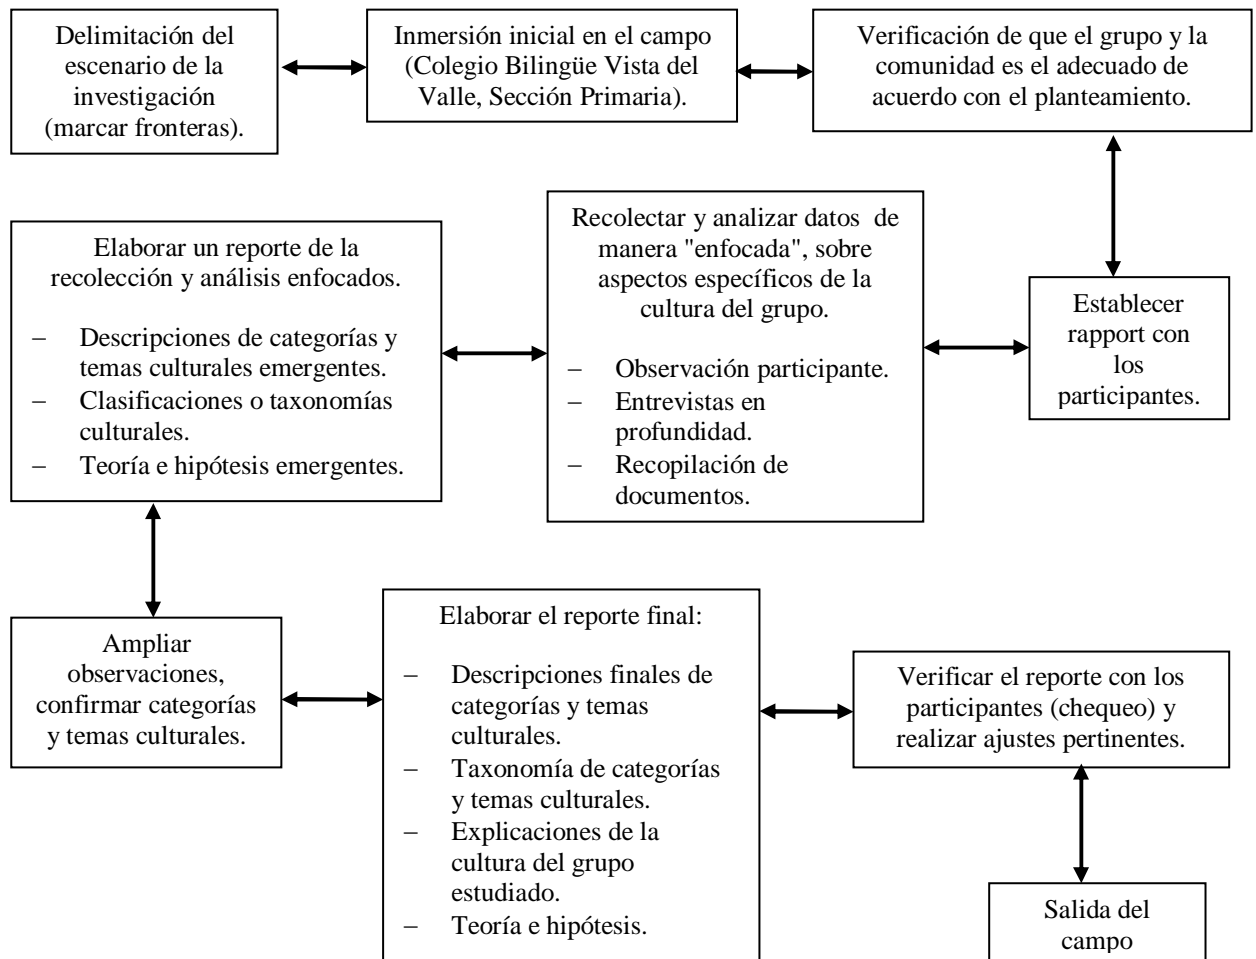 Delimitación del
escenario de la
investigación
(marcar fronteras).
Inmersión inicial en el campo
(Colegio Bilingüe Vista del
Valle, Sección Primaria).
Verificación de que el grupo y la
comunidad es el adecuado de
acuerdo con el planteamiento.
Establecer
rapport con
los
participantes.
Recolectar y analizar datos  de
manera "enfocada", sobre
aspectos específicos de la
cultura del grupo.
– Observación participante.
– Entrevistas en
profundidad.
– Recopilación de
documentos.
Elaborar un reporte de la
recolección y análisis enfocados.
– Descripciones de categorías y
temas culturales emergentes.
– Clasificaciones o taxonomías
culturales.
– Teoría e hipótesis emergentes.
Ampliar
observaciones,
confirmar categorías
y temas culturales.
Elaborar el reporte final:
– Descripciones finales de
categorías y temas
culturales.
– Taxonomía de categorías
y temas culturales.
– Explicaciones de la
cultura del grupo
estudiado.
– Teoría e hipótesis.
Verificar el reporte con los
participantes (chequeo) y
realizar ajustes pertinentes.
Salida del
campo